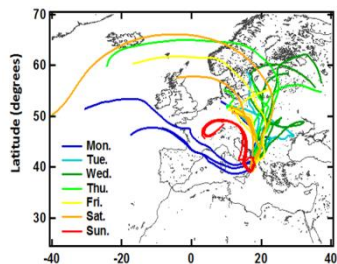 70
60
50
40
30
Latitude (degrees)
Mon.
Tue.
Wed.
Thu.
Fri.
Sat.
Sun.
-40 -20 0 20 40